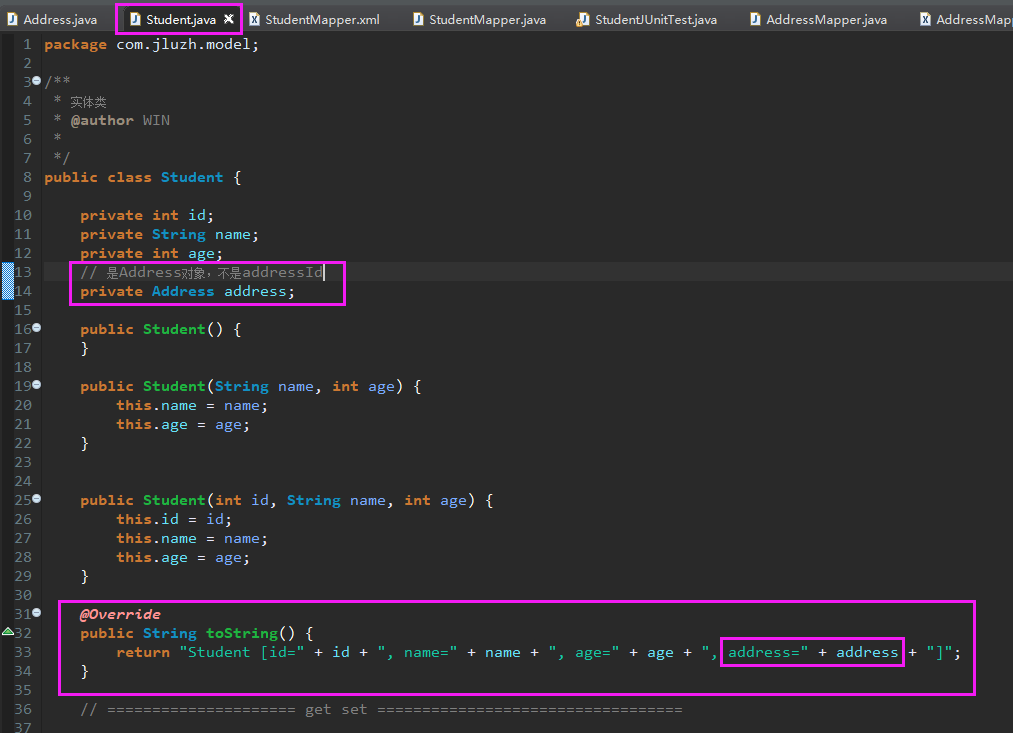 Address.java Student.java StudentMapper.xml StudentMapper.java StudentJUnitTest.java AddressMapper.java AddressMapp
1 package com.jluzh.model;
2
3 /**
4 * 实体类
5 * @author WIN
6 *
7 */
8 public class Student {
9
10 private int id;
11 private String name;
12 private int age;
13 // 是Address对象，不是addressId
14 private Address address;
15
16 public Student() {
17 }
18
19 public Student(String name, int age) {
20 this.name = name;
21 this.age = age;
22 }
23
24
25 public Student(int id, String name, int age) {
26 this.id = id;
27 this.name = name;
28 this.age = age;
29 }
30
31 @Override
32 public String toString() {
33 return "Student [id=" + id + ", name=" + name + ", age=" + age + ", address=" + address + "]";
34 }
35
36 // ===================== get set ==================================
37